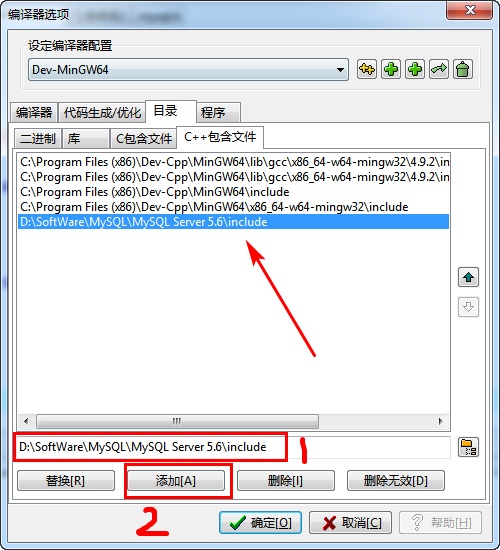 编译器选项
设定编译器配置
Dev-MinGW64
编译器 代码生成/优化 目录 程序
二进制 库 C包含文件 C++包含文件
C:\Program Files (x86)\Dev-Cpp\MinGW64\lib\gcc\x86_64-w64-mingw32\4.9.2\in
C:\Program Files (x86)\Dev-Cpp\MinGW64\lib\gcc\x86_64-w64-mingw32\4.9.2\in
C:\Program Files (x86)\Dev-Cpp\MinGW64\include
C:\Program Files (x86)\Dev-Cpp\MinGW64\x86_64-w64-mingw32\include
D:\SoftWare\MySQL\MySQL Server 5.6\include
D:\SoftWare\MySQL\MySQL Server 5.6\include 1
替换[R] 添加[A] 删除[I] 删除无效[D]
2
确定[O] 取消[C] 帮助[H]